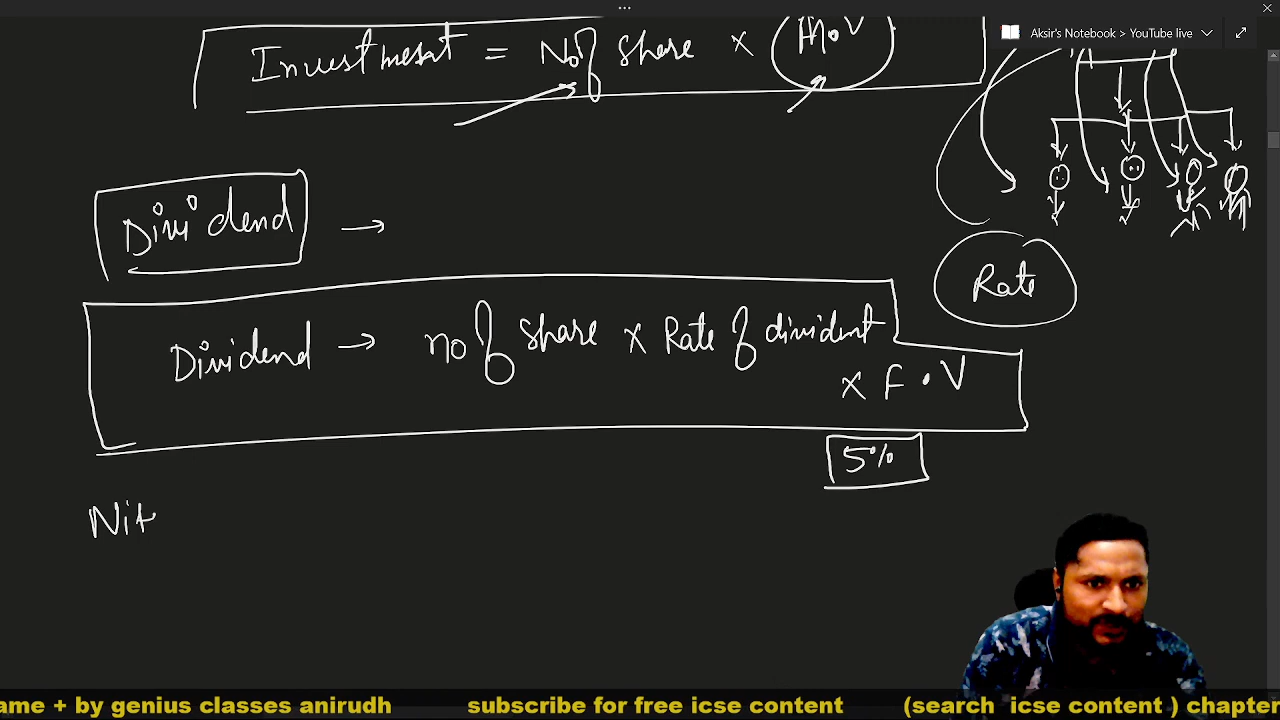 Investment = No of Share × M.V
Aksir's Notebook > YouTube live
Dividend →
Rate
Dividend → no of Share × Rate of divident
× F.V
5%
Nit
ame + by genius classes anirudh subscribe for free icse content (search icse content ) chapter